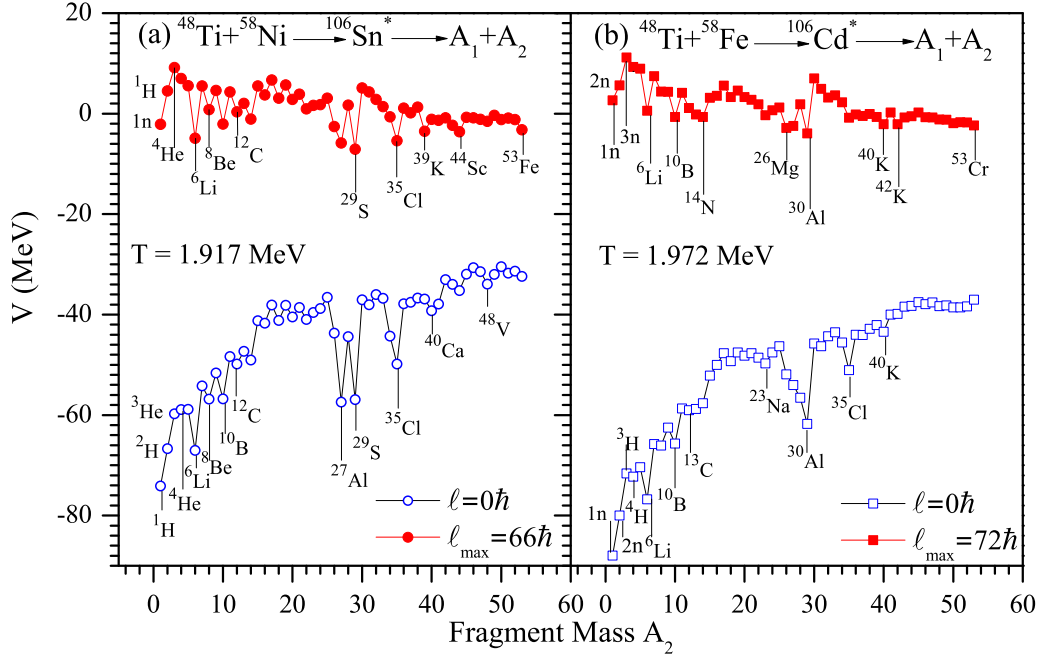 (a) ⁴⁸Ti+⁵⁸Ni → ¹⁰⁶Sn* → A₁+A₂
¹H
1n
⁴He
⁶Li
⁸Be
¹²C
²⁹S
³⁵Cl
³⁹K
⁴⁴Sc
⁵³Fe
T = 1.917 MeV
³He
²H
¹H
⁴He
⁶Li
⁸Be
¹⁰B
¹²C
²⁷Al
²⁹S
³⁵Cl
⁴⁰Ca
⁴⁸V
ℓ=0ħ
ℓmax=66ħ
(b) ⁴⁸Ti+⁵⁸Fe → ¹⁰⁶Cd* → A₁+A₂
2n
1n
3n
⁶Li
¹⁰B
¹⁴N
²⁶Mg
³⁰Al
⁴⁰K
⁴²K
⁵³Cr
T = 1.972 MeV
³H
1n
2n
⁴H
⁶Li
¹⁰B
¹³C
²³Na
³⁰Al
³⁵Cl
⁴⁰K
ℓ=0ħ
ℓmax=72ħ
20
0
-20
-40
-60
-80
V (MeV)
0 10 20 30 40 50 60 0 10 20 30 40 50 60
Fragment Mass A₂